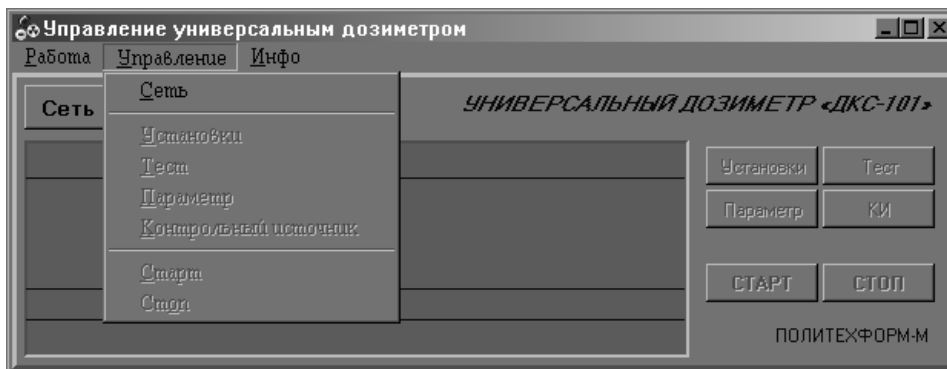 Управление универсальным дозиметром
Работа Управление Инфо
Сеть
Сеть
Установки
Тест
Параметр
Контрольный источник
Старт
Стоп
УНИВЕРСАЛЬНЫЙ ДОЗИМЕТР «ДКС-101»
Установки Тест
Параметр КИ
СТАРТ СТОП
ПОЛИТЕХФОРМ-М